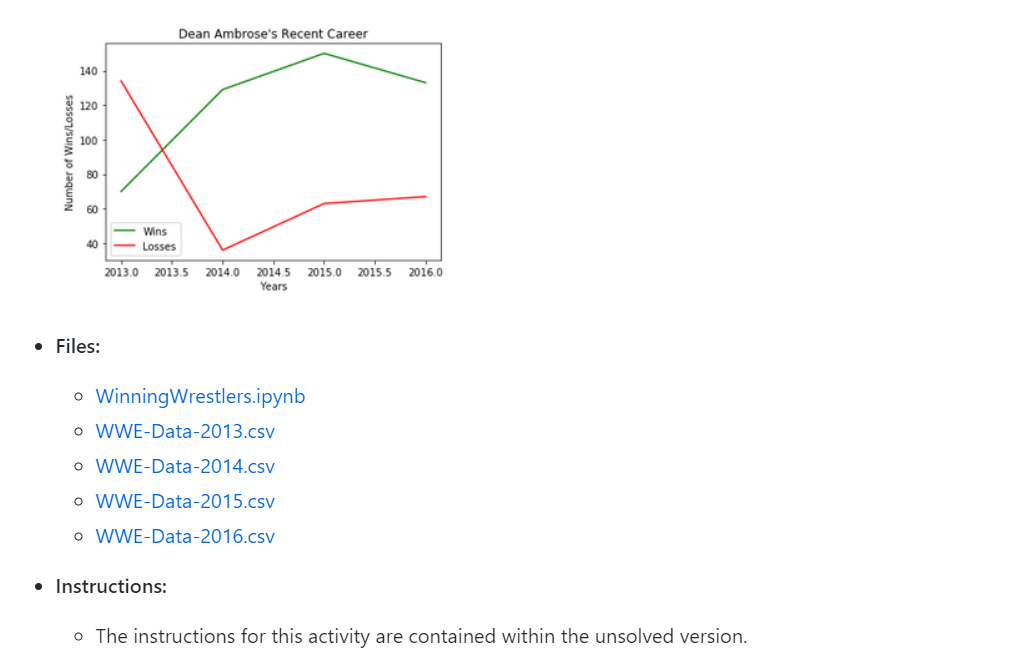 Dean Ambrose's Recent Career
140
120
100
80
60
40
Number of Wins/Losses
Wins
Losses
2013.0 2013.5 2014.0 2014.5 2015.0 2015.5 2016.0
Years
Files:
WinningWrestlers.ipynb
WWE-Data-2013.csv
WWE-Data-2014.csv
WWE-Data-2015.csv
WWE-Data-2016.csv
Instructions:
The instructions for this activity are contained within the unsolved version.